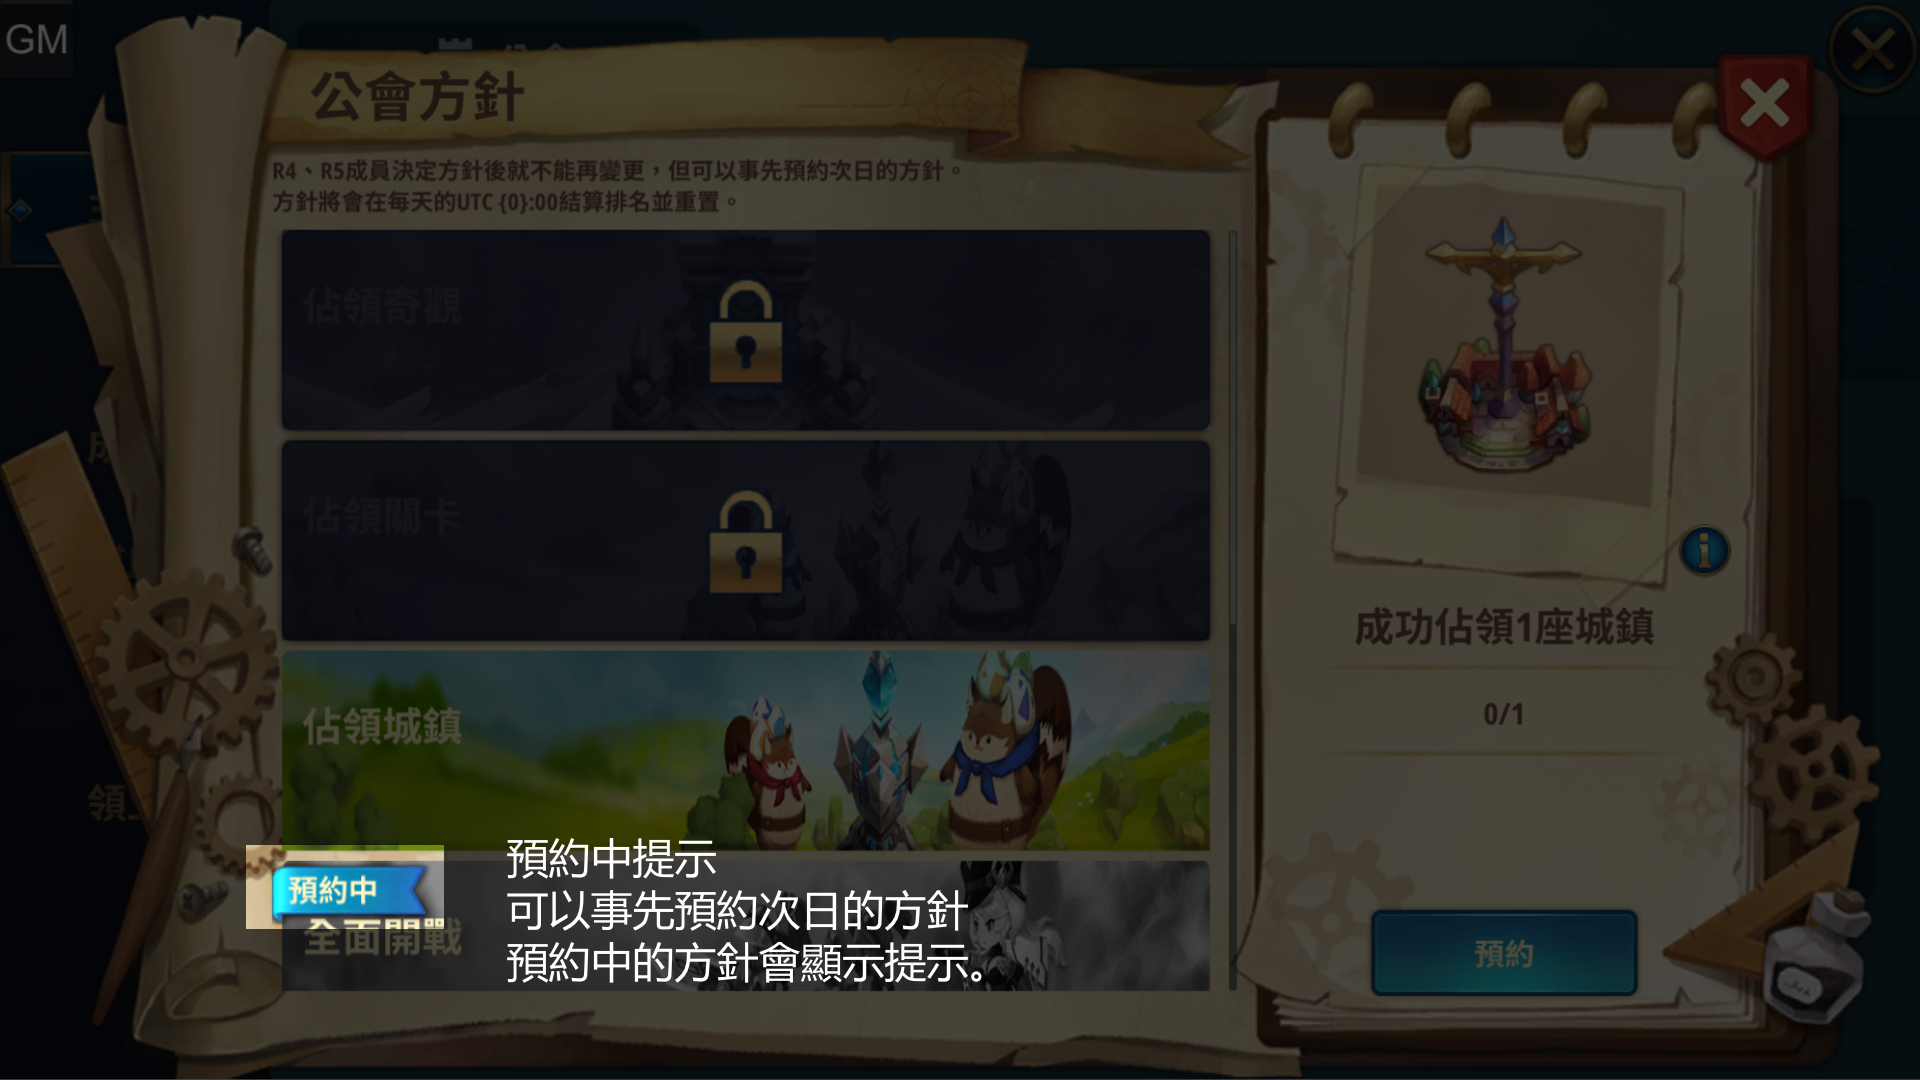 GM
公會方針
R4、R5成員決定方針後就不能再變更，但可以事先預約次日的方針。
方針將會在每天的UTC {0}:00結算排名並重置。
佔領奇觀
佔領關卡
佔領城鎮
預約中
全面開戰
預約中提示
可以事先預約次日的方針
預約中的方針會顯示提示。
成功佔領1座城鎮
0/1
預約